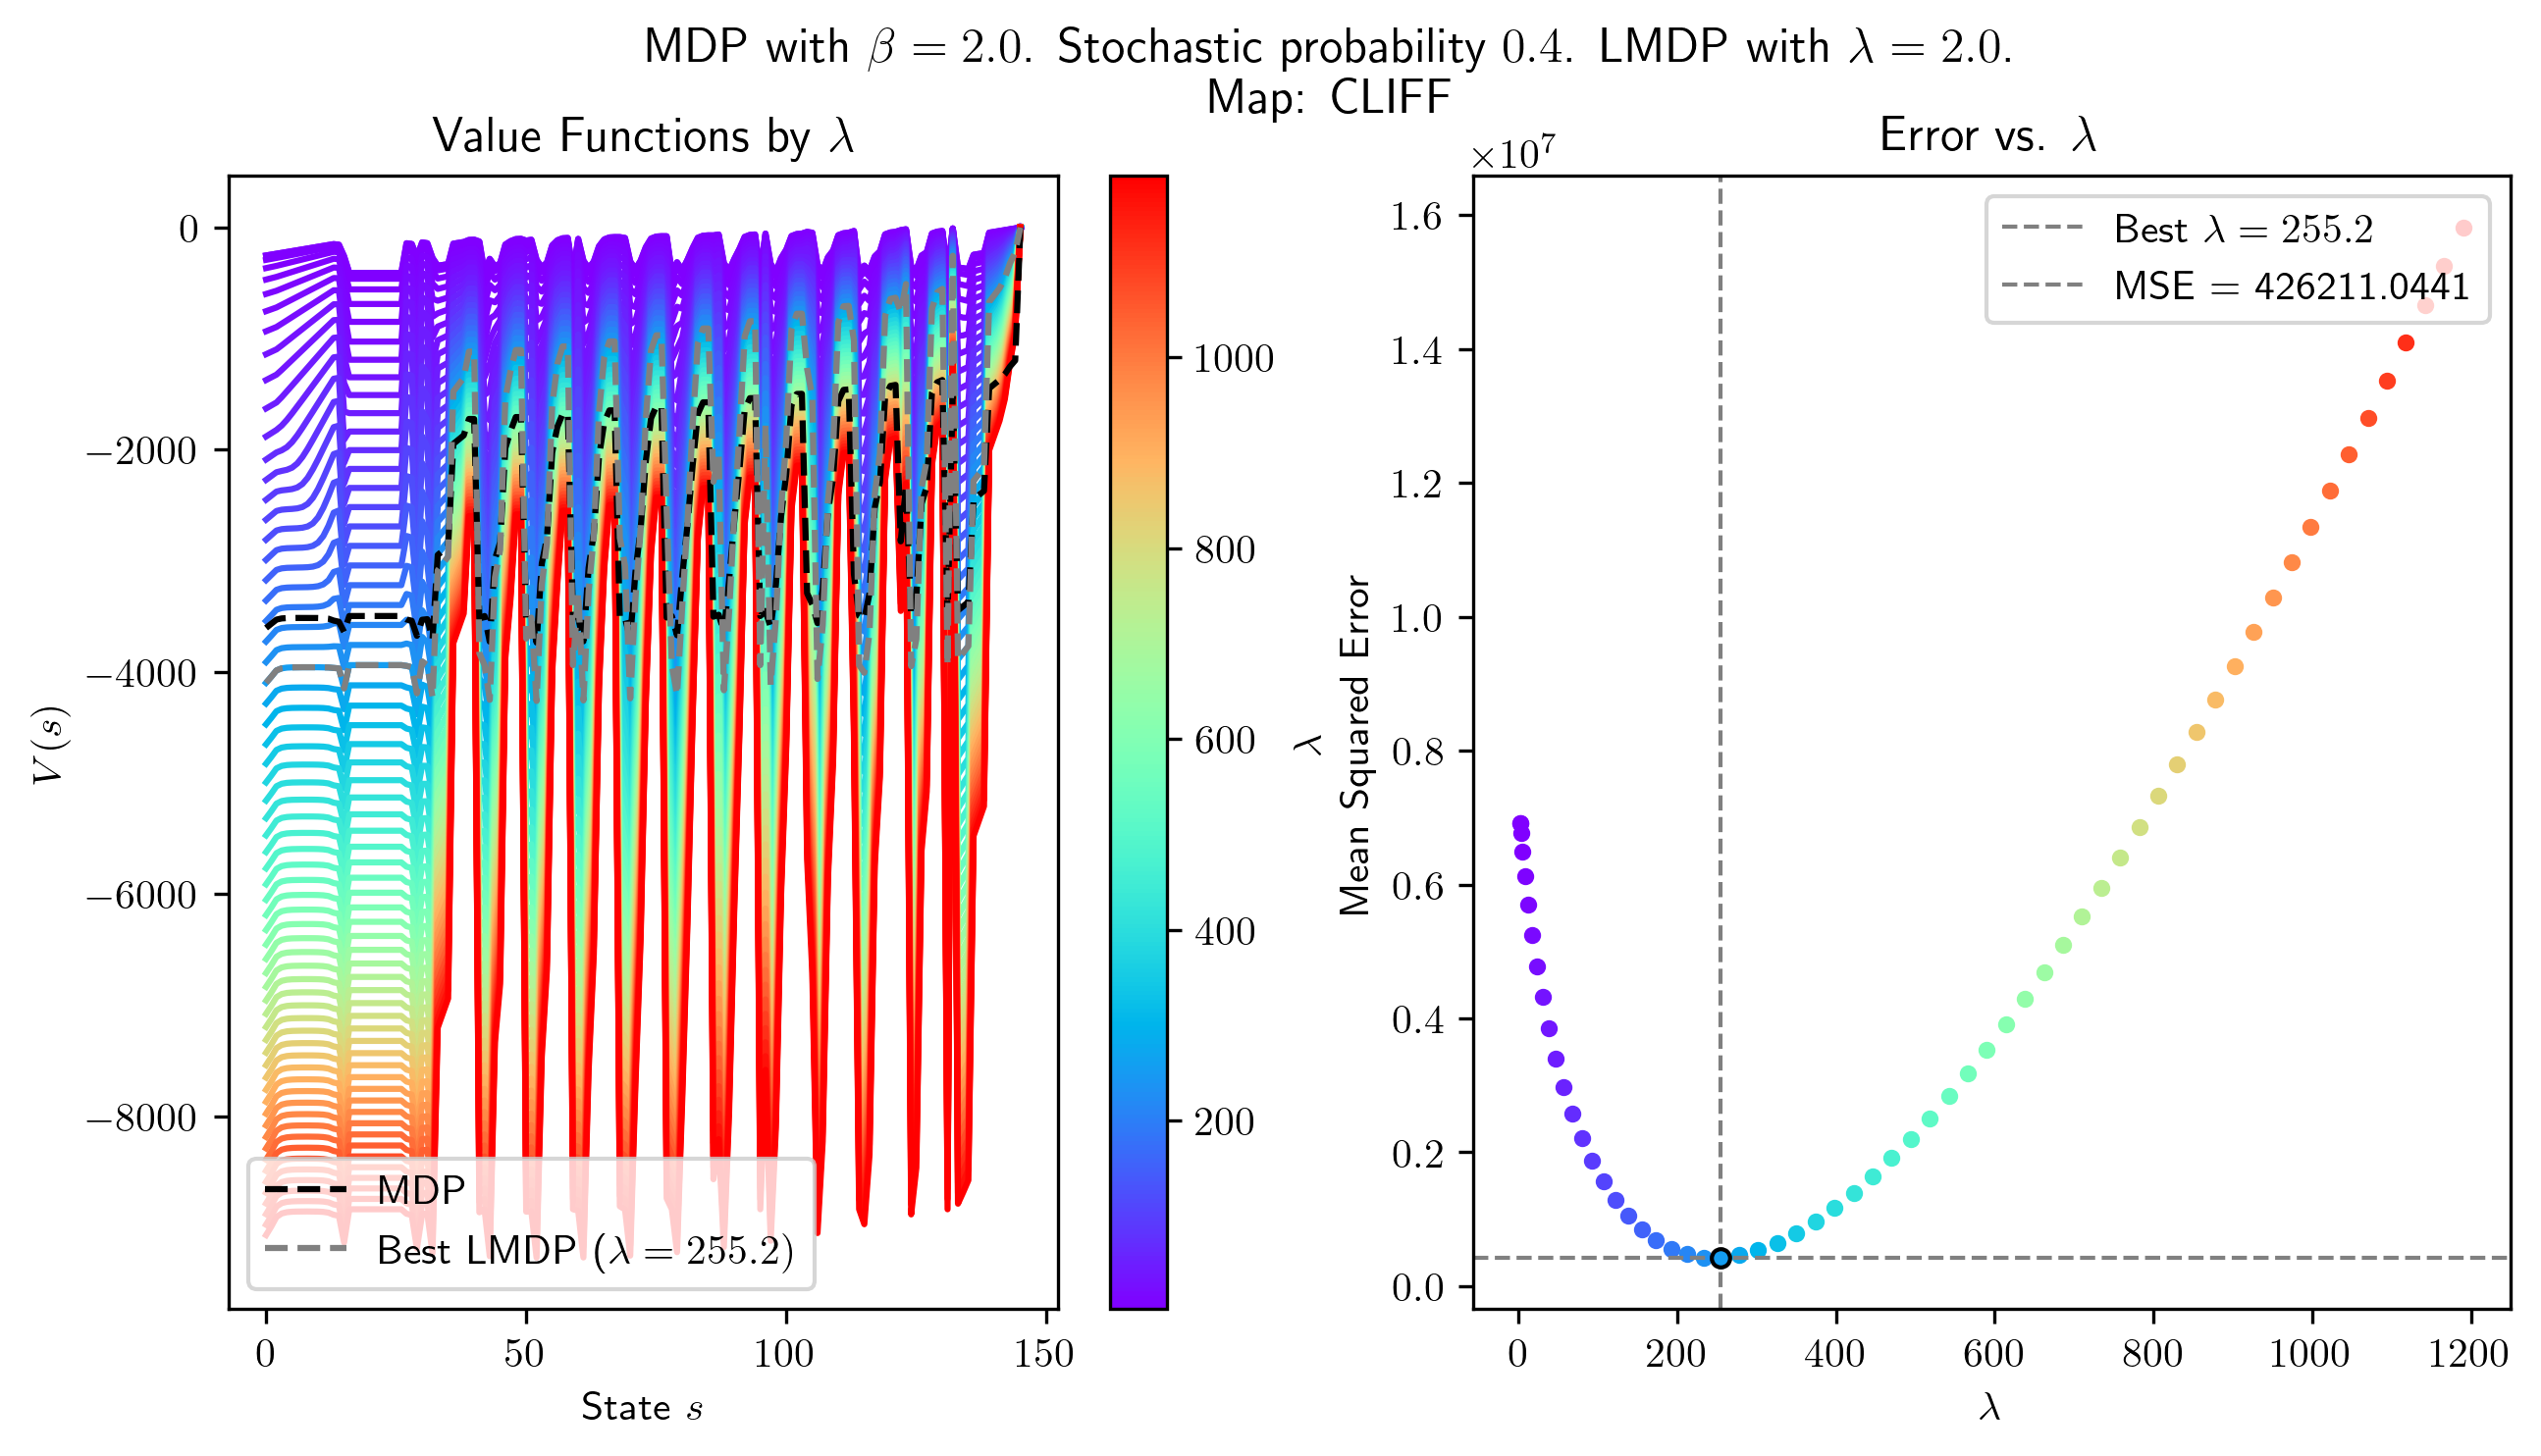 MDP with β = 2.0. Stochastic probability 0.4. LMDP with λ = 2.0.
Map: CLIFF
Value Functions by λ
0
−2000
−4000
−6000
−8000
V(s)
0 50 100 150
State s
MDP
Best LMDP (λ = 255.2)
1000
800
600
400
200
λ
Error vs. λ
×10⁷
1.6
1.4
1.2
1.0
0.8
0.6
0.4
0.2
0.0
Mean Squared Error
0 200 400 600 800 1000 1200
λ
Best λ = 255.2
MSE = 426211.0441